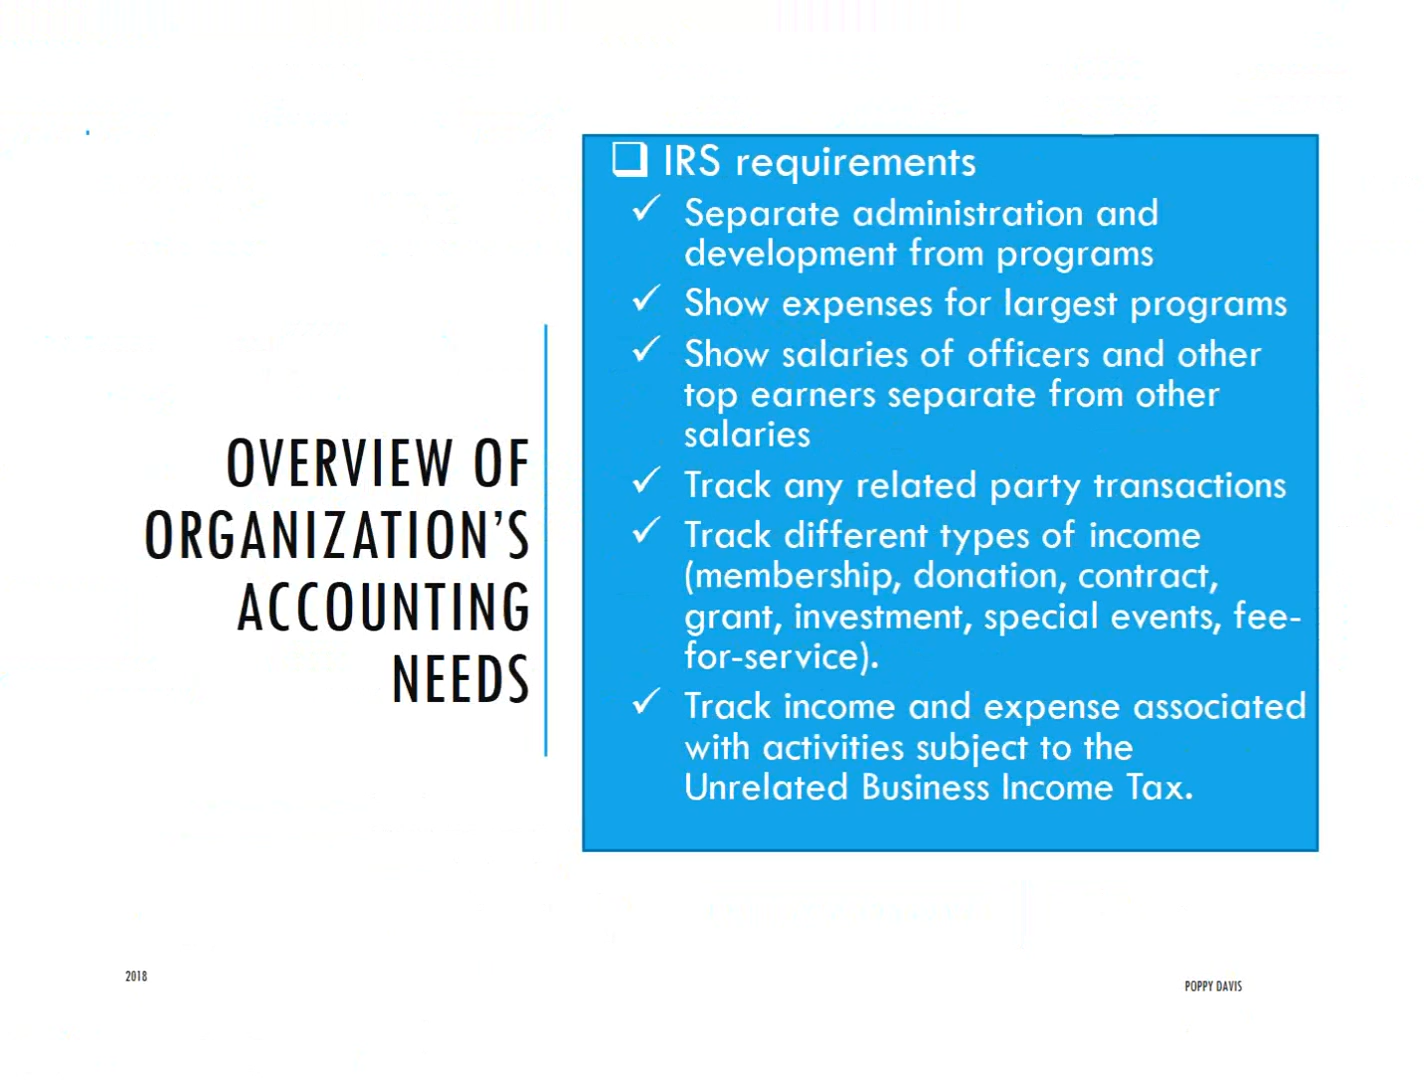 OVERVIEW OF
ORGANIZATION'S
ACCOUNTING
NEEDS
❑ IRS requirements
✓ Separate administration and
development from programs
✓ Show expenses for largest programs
✓ Show salaries of officers and other
top earners separate from other
salaries
✓ Track any related party transactions
✓ Track different types of income
(membership, donation, contract,
grant, investment, special events, fee-
for-service).
✓ Track income and expense associated
with activities subject to the
Unrelated Business Income Tax.
2018
POPPY DAVIS